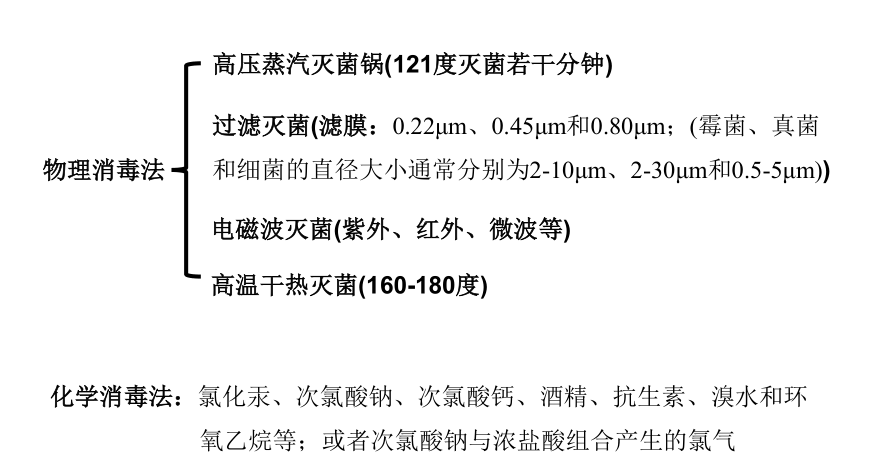 高压蒸汽灭菌锅(121度灭菌若干分钟)
过滤灭菌(滤膜：0.22μm、0.45μm和0.80μm；(霉菌、真菌
物理消毒法
和细菌的直径大小通常分别为2-10μm、2-30μm和0.5-5μm))
电磁波灭菌(紫外、红外、微波等)
高温干热灭菌(160-180度)
化学消毒法：氯化汞、次氯酸钠、次氯酸钙、酒精、抗生素、溴水和环
氧乙烷等；或者次氯酸钠与浓盐酸组合产生的氯气